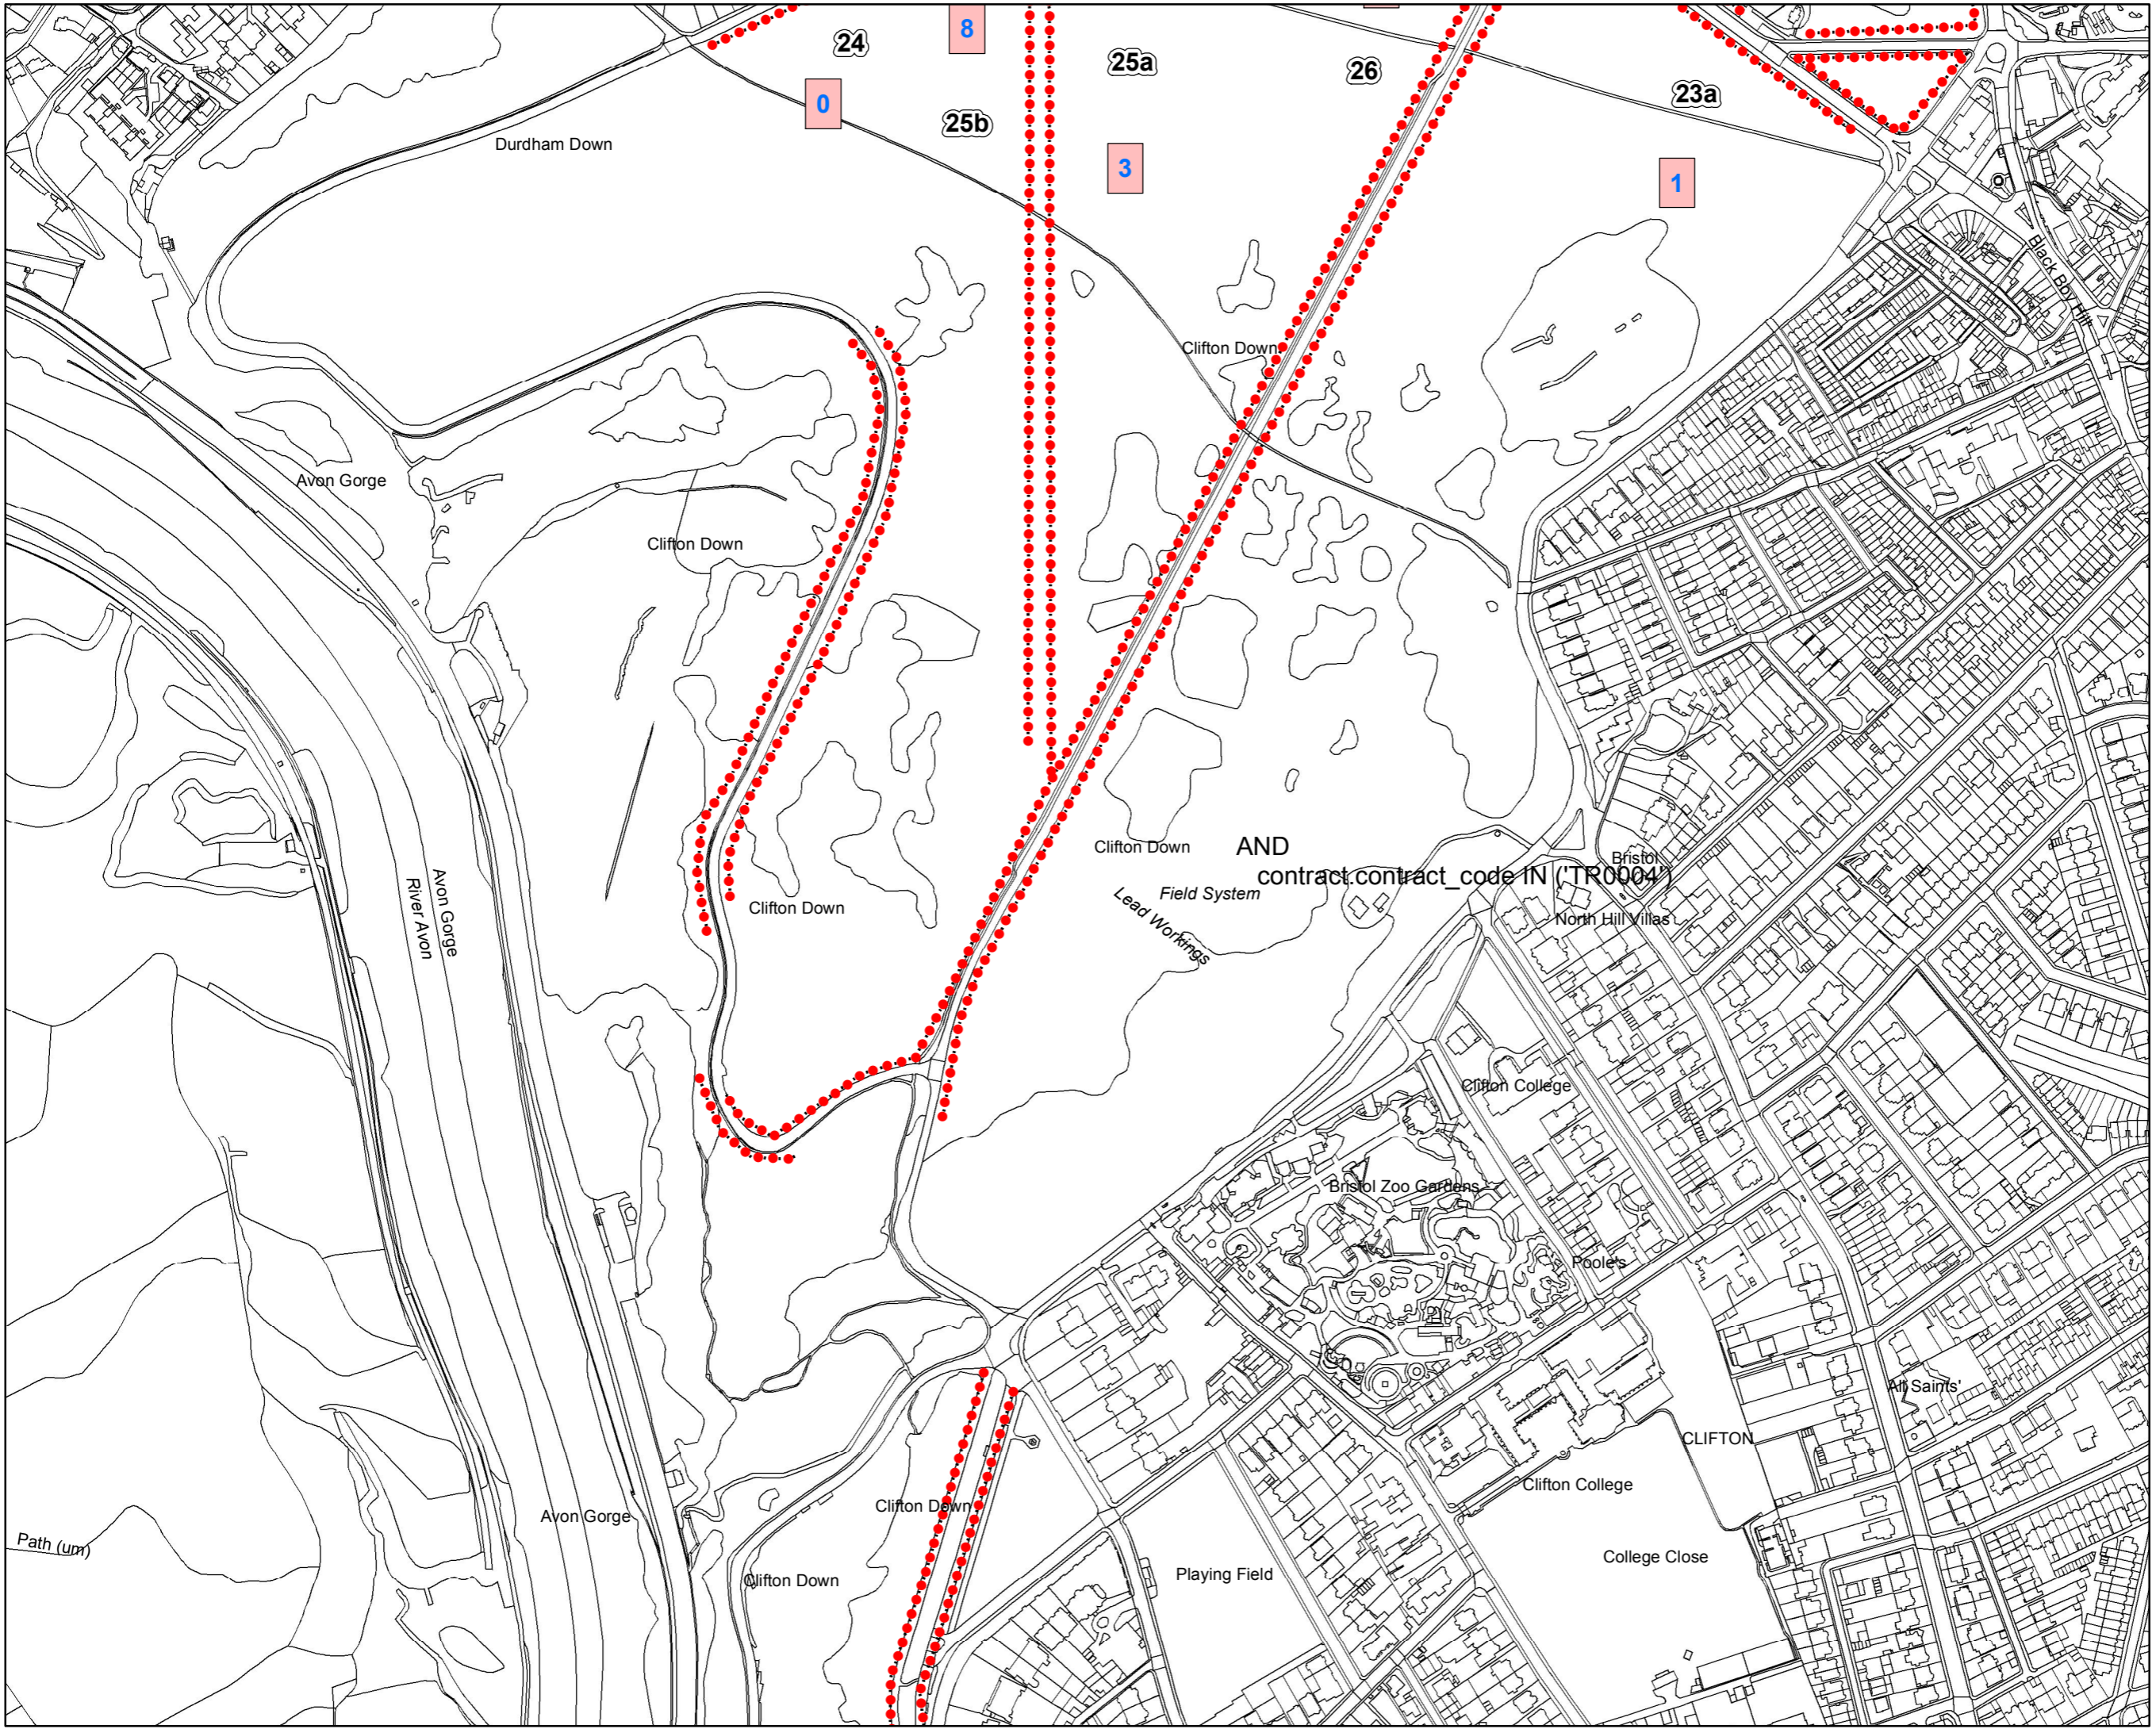 8
24
25a
26
0
23a
25b
Durdham Down
3
1
Black Boy Hill
Clifton Down
Avon Gorge
Clifton Down
Clifton Down
AND
contract.contract_code IN ('TR0004')
Bristol
Field System
Lead Workings
Clifton Down
North Hill Villas
Avon Gorge
River Avon
Clifton College
Bristol Zoo Gardens
Poole's
All Saints'
CLIFTON
Clifton College
Clifton Down
Avon Gorge
Path (um)
College Close
Playing Field
Clifton Down